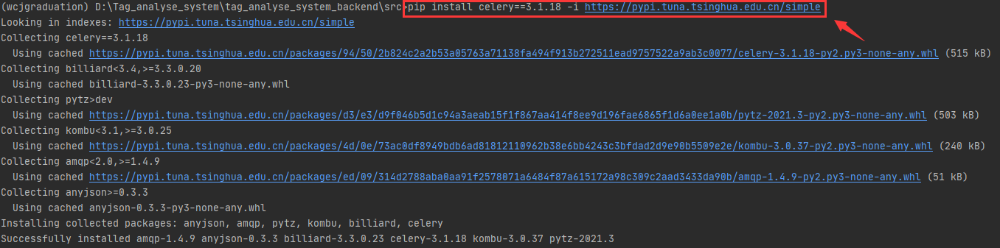 (wcjgraduation) D:\Tag_analyse_system\tag_analyse_system_backend\src>pip install celery==3.1.18 -i https://pypi.tuna.tsinghua.edu.cn/simple
Looking in indexes: https://pypi.tuna.tsinghua.edu.cn/simple
Collecting celery==3.1.18
  Using cached https://pypi.tuna.tsinghua.edu.cn/packages/94/50/2b824c2a2b53a05763a71138fa494f913b272511ead9757522a9ab3c0077/celery-3.1.18-py2.py3-none-any.whl (515 kB)
Collecting billiard<3.4,>=3.3.0.20
  Using cached billiard-3.3.0.23-py3-none-any.whl
Collecting pytz>dev
  Using cached https://pypi.tuna.tsinghua.edu.cn/packages/d3/e3/d9f046b5d1c94a3aeab15f1f867aa414f8ee9d196fae6865f1d6a0ee1a0b/pytz-2021.3-py2.py3-none-any.whl (503 kB)
Collecting kombu<3.1,>=3.0.25
  Using cached https://pypi.tuna.tsinghua.edu.cn/packages/4d/0e/73ac0df8949bdb6ad81812110962b38e6bb4243c3bfdad2d9e90b5509e2e/kombu-3.0.37-py2.py3-none-any.whl (240 kB)
Collecting amqp<2.0,>=1.4.9
  Using cached https://pypi.tuna.tsinghua.edu.cn/packages/ed/09/314d2788aba0aa91f2578071a6484f87a615172a98c309c2aad3433da90b/amqp-1.4.9-py2.py3-none-any.whl (51 kB)
Collecting anyjson>=0.3.3
  Using cached anyjson-0.3.3-py3-none-any.whl
Installing collected packages: anyjson, amqp, pytz, kombu, billiard, celery
Successfully installed amqp-1.4.9 anyjson-0.3.3 billiard-3.3.0.23 celery-3.1.18 kombu-3.0.37 pytz-2021.3